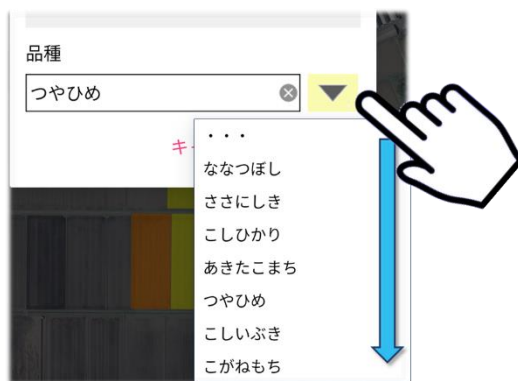 品種
つやひめ
キ
・・・
ななつぼし
ささにしき
こしひかり
あきたこまち
つやひめ
こしいぶき
こがねもち